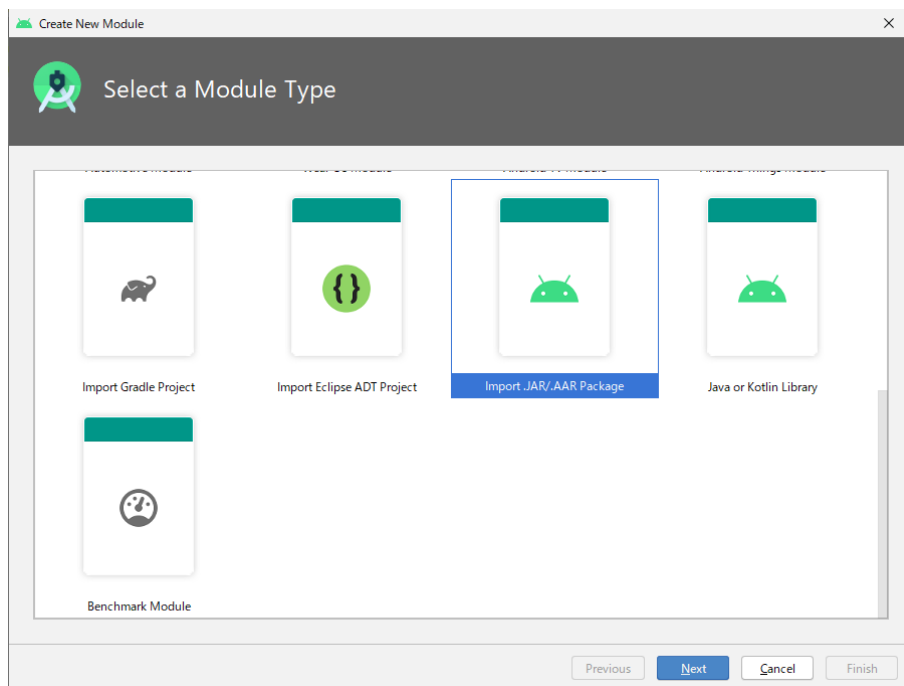 Create New Module
Select a Module Type
Import Gradle Project
Import Eclipse ADT Project
Import .JAR/.AAR Package
Java or Kotlin Library
Benchmark Module
Previous
Next
Cancel
Finish